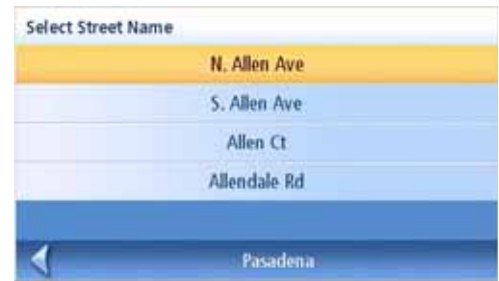 Select Street Name
N. Allen Ave
S. Allen Ave
Allen Ct
Allendale Rd
Pasadena